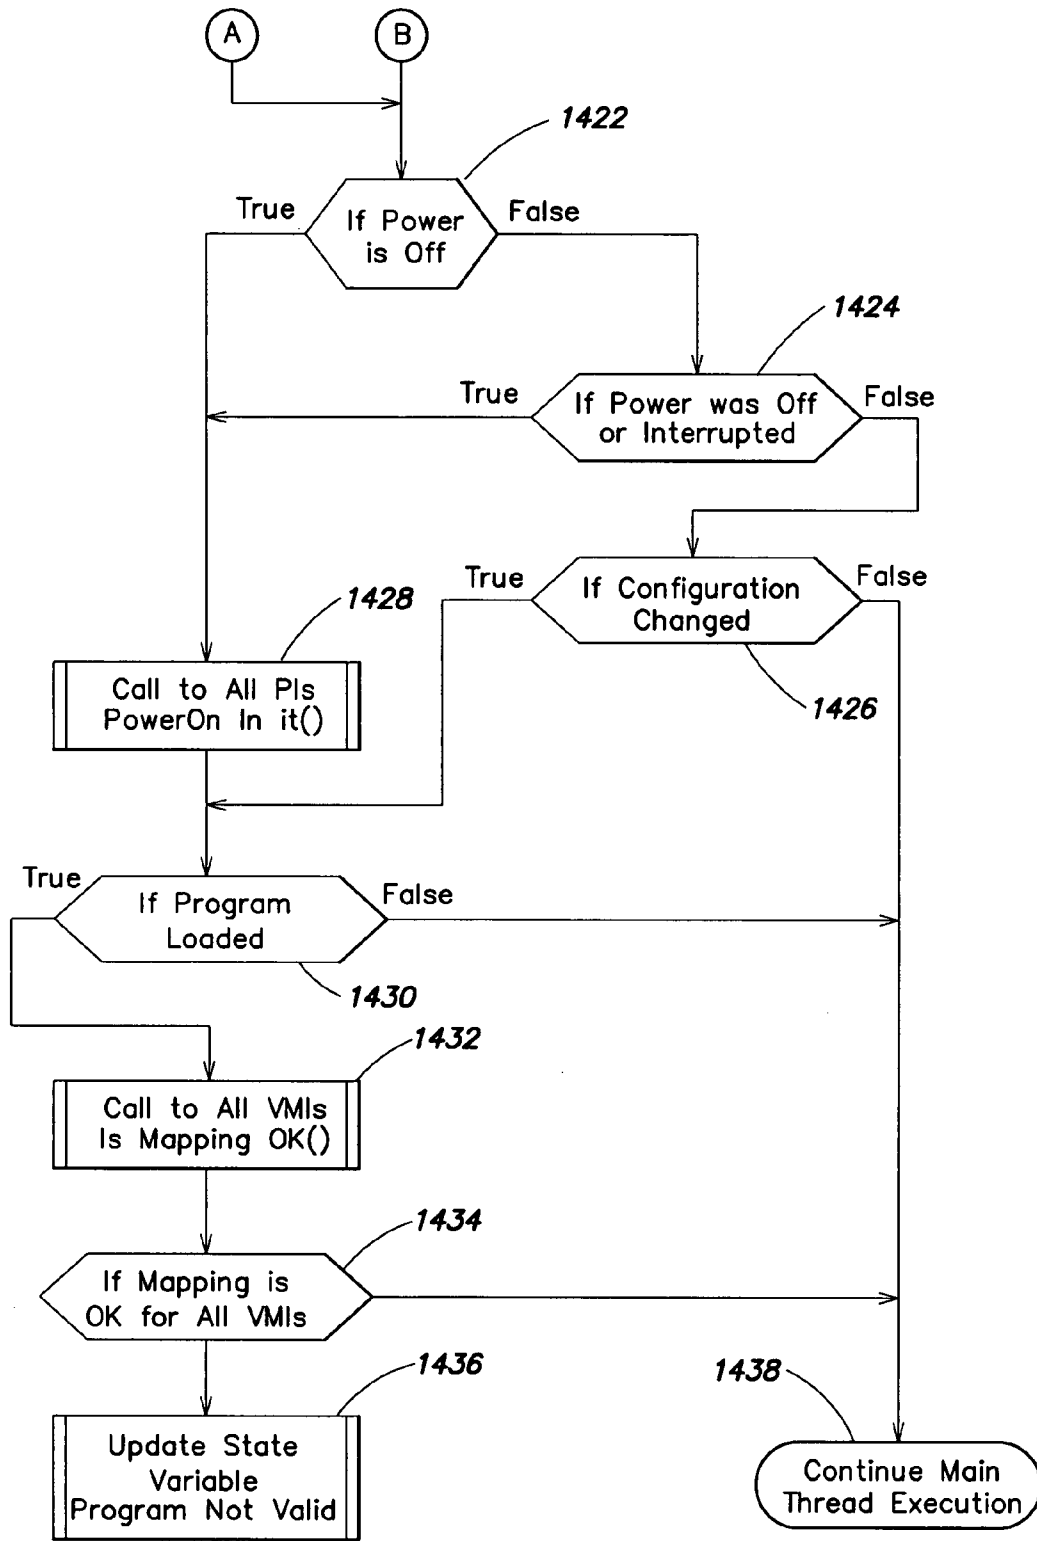 A
B
1422
True
If Power
is Off
False
1424
True
If Power was Off
or Interrupted
False
True
If Configuration
Changed
False
1428
Call to All PIs
PowerOn In it()
1426
True
If Program
Loaded
False
1430
1432
Call to All VMIs
Is Mapping OK()
1434
If Mapping is
OK for All VMIs
1436
1438
Update State
Variable
Program Not Valid
Continue Main
Thread Execution